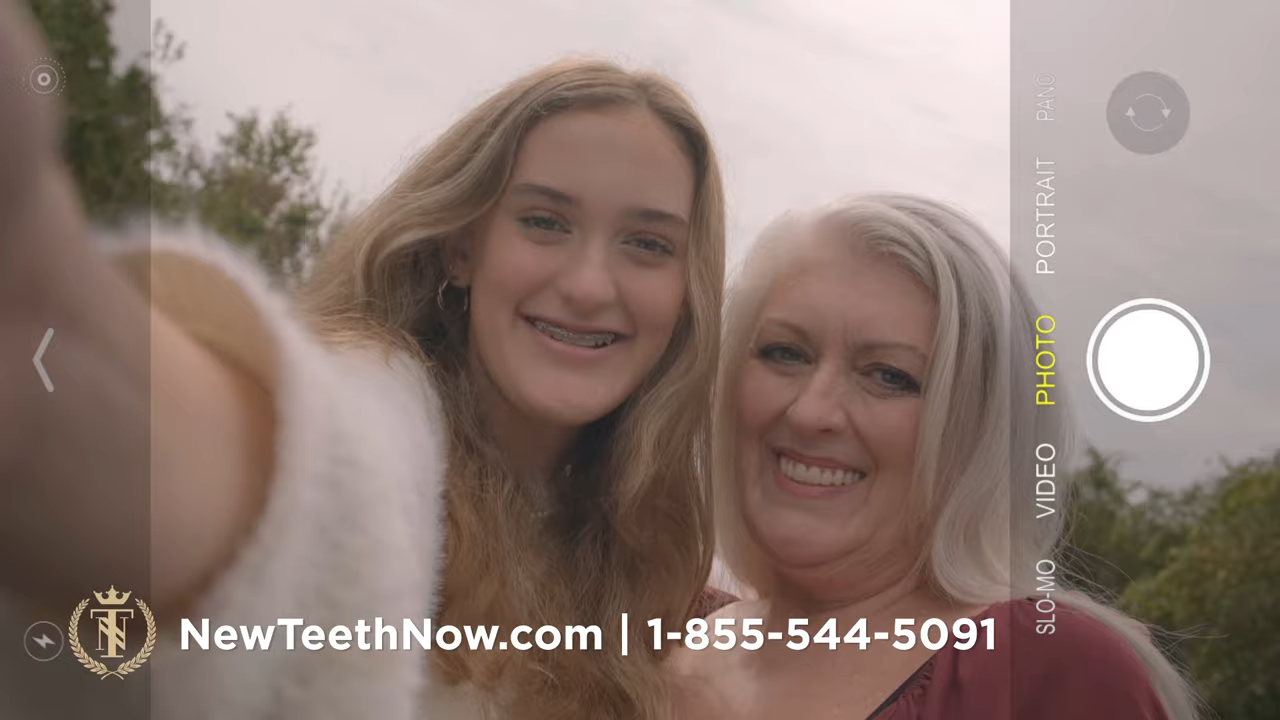 PANO
PORTRAIT
PHOTO
VIDEO
SLO-MO
NewTeethNow.com | 1-855-544-5091